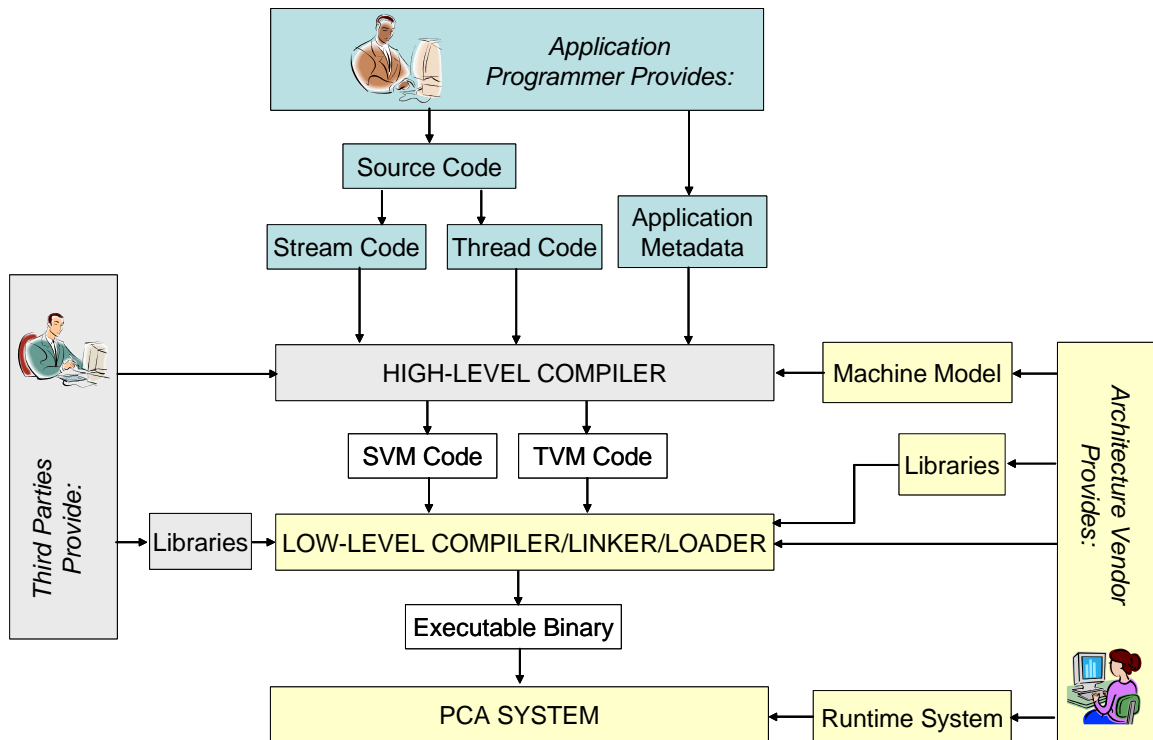 Application
Programmer Provides:
Source Code
Stream Code
Thread Code
Application
Metadata
Third Parties
Provide:
HIGH-LEVEL COMPILER
Machine Model
Architecture Vendor
Provides:
SVM Code
TVM Code
Libraries
Libraries
LOW-LEVEL COMPILER/LINKER/LOADER
Executable Binary
PCA SYSTEM
Runtime System